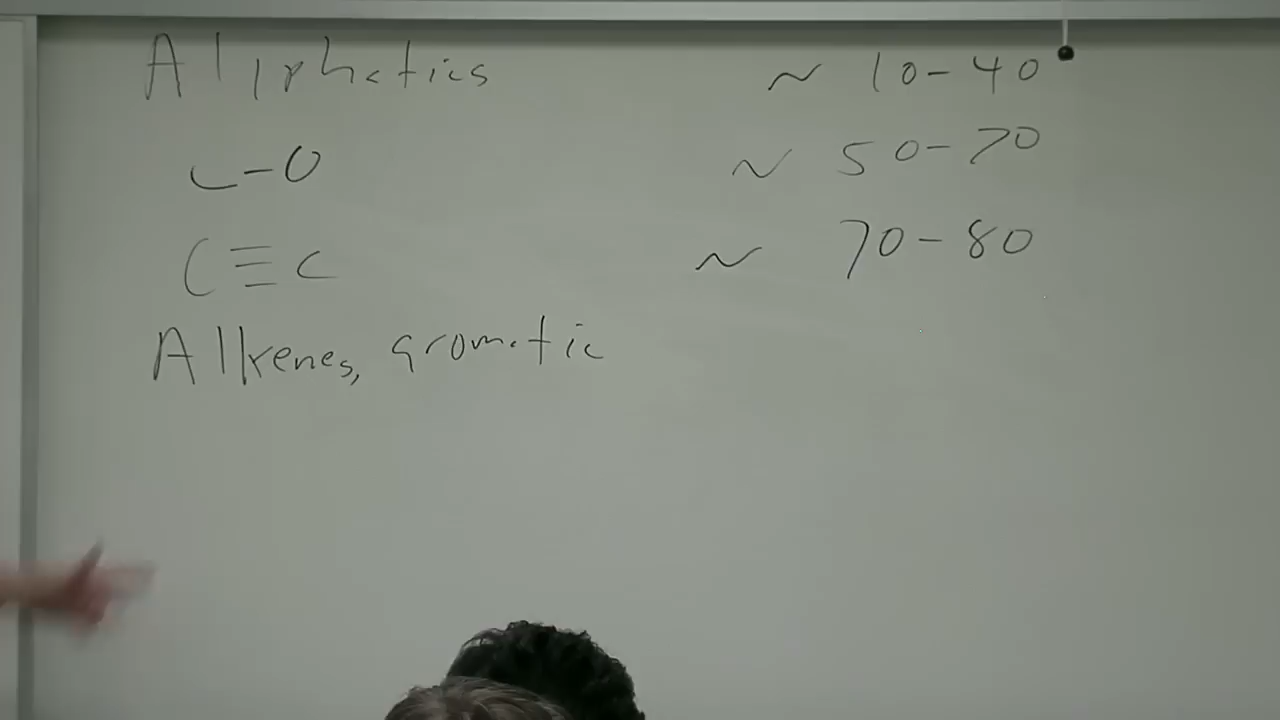 Aliphatics ~ 10-40
C-O ~ 50-70
C≡C ~ 70-80
Alkenes, aromatic